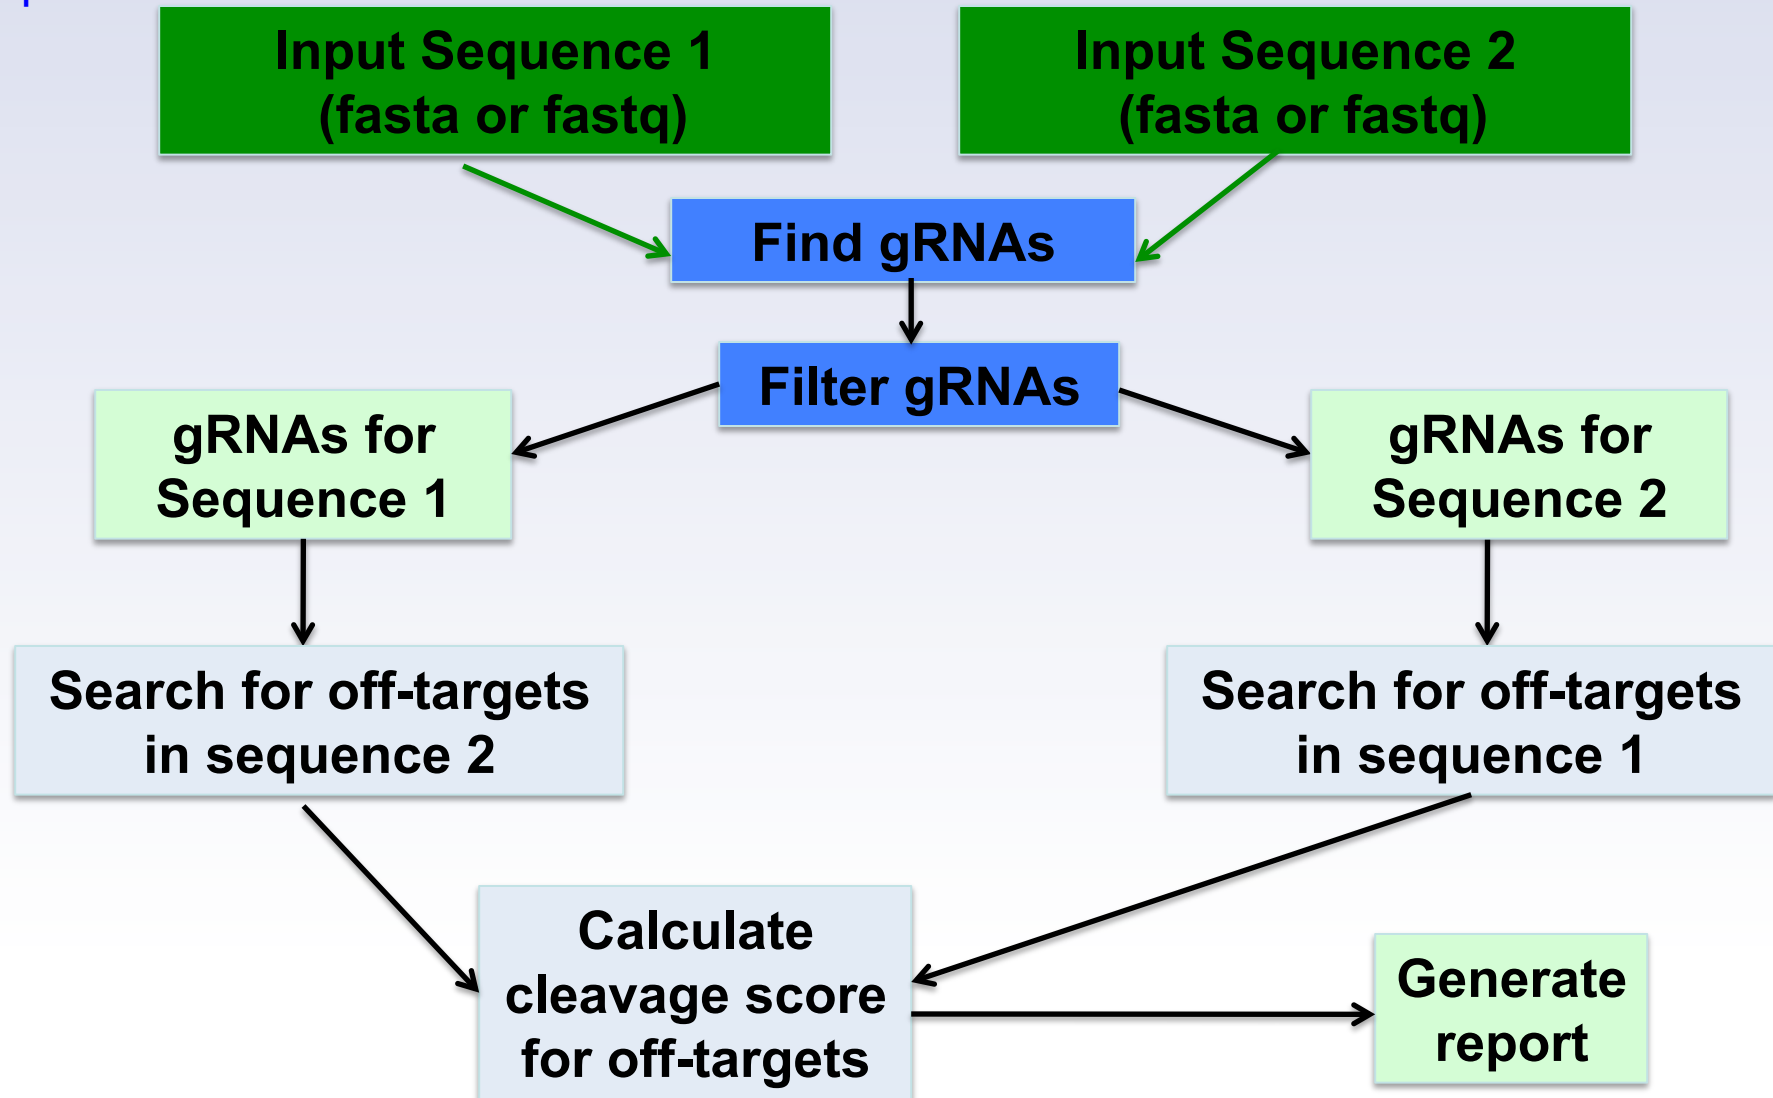 Input Sequence 1
(fasta or fastq)
Input Sequence 2
(fasta or fastq)
Find gRNAs
Filter gRNAs
gRNAs for
Sequence 1
gRNAs for
Sequence 2
Search for off-targets
in sequence 2
Search for off-targets
in sequence 1
Calculate
cleavage score
for off-targets
Generate
report